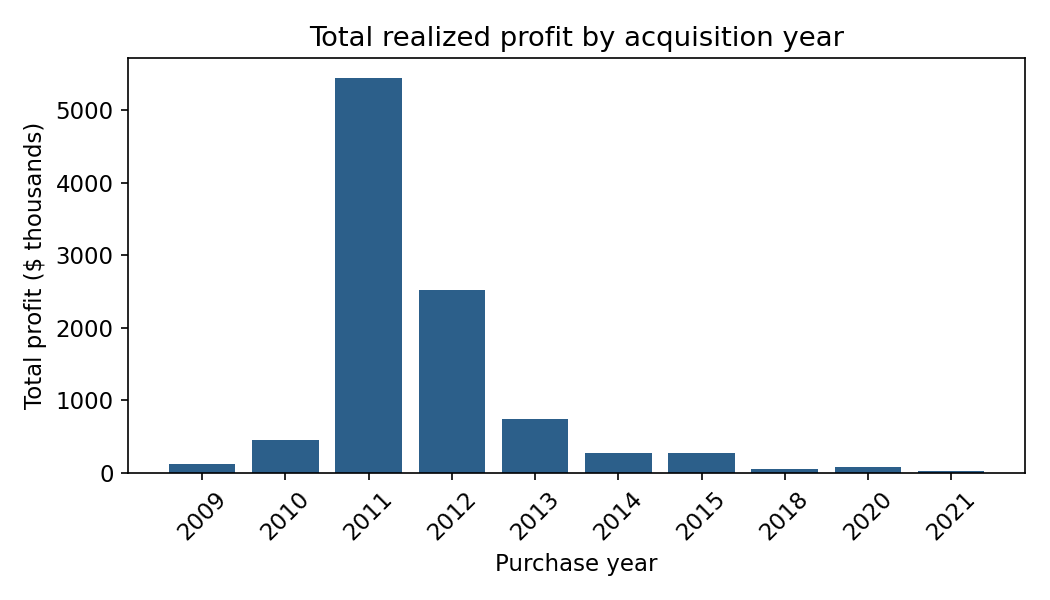 Total realized profit by acquisition year
Total profit ($ thousands)
5000
4000
3000
2000
1000
0
2009 2010 2011 2012 2013 2014 2015 2018 2020 2021
Purchase year